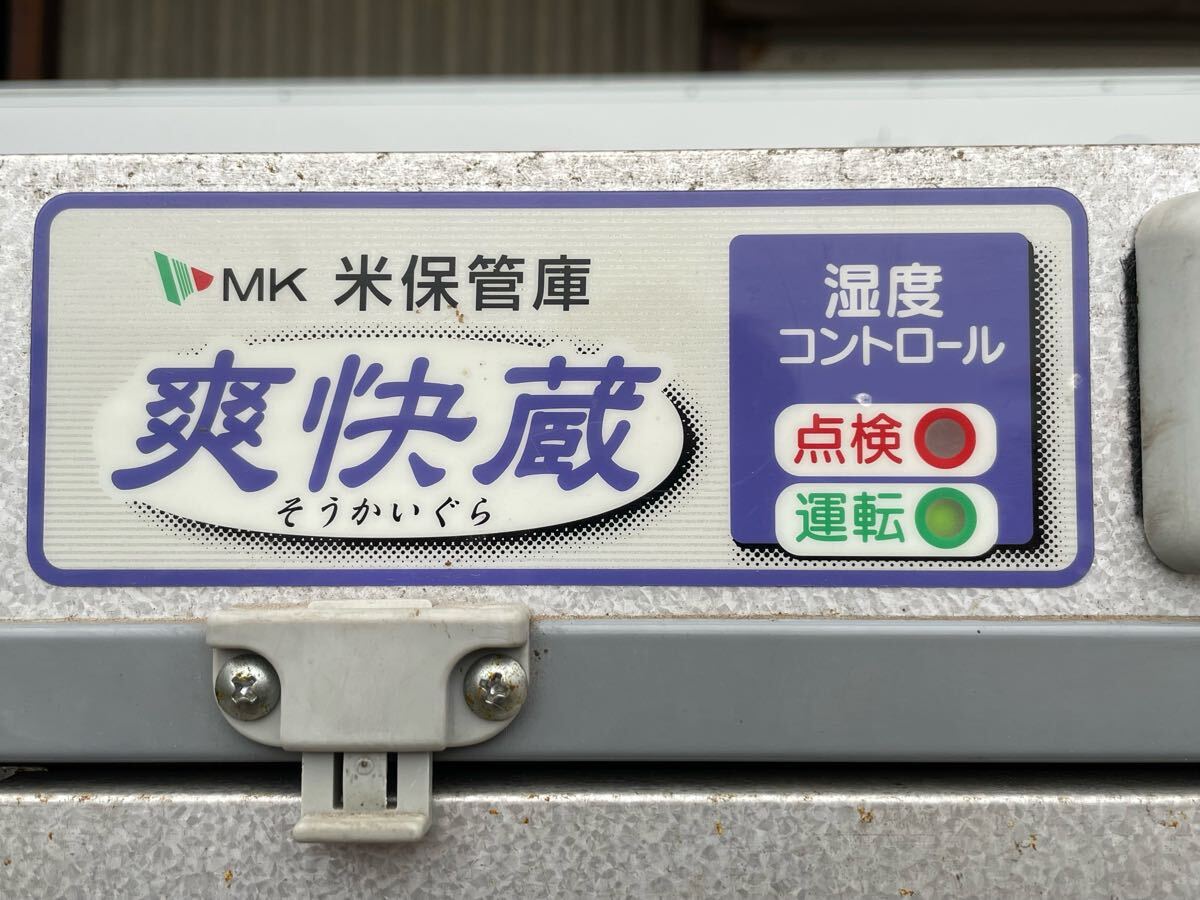 MK 米保管庫
爽快蔵
そうかいぐら
湿度
コントロール
点検
運転